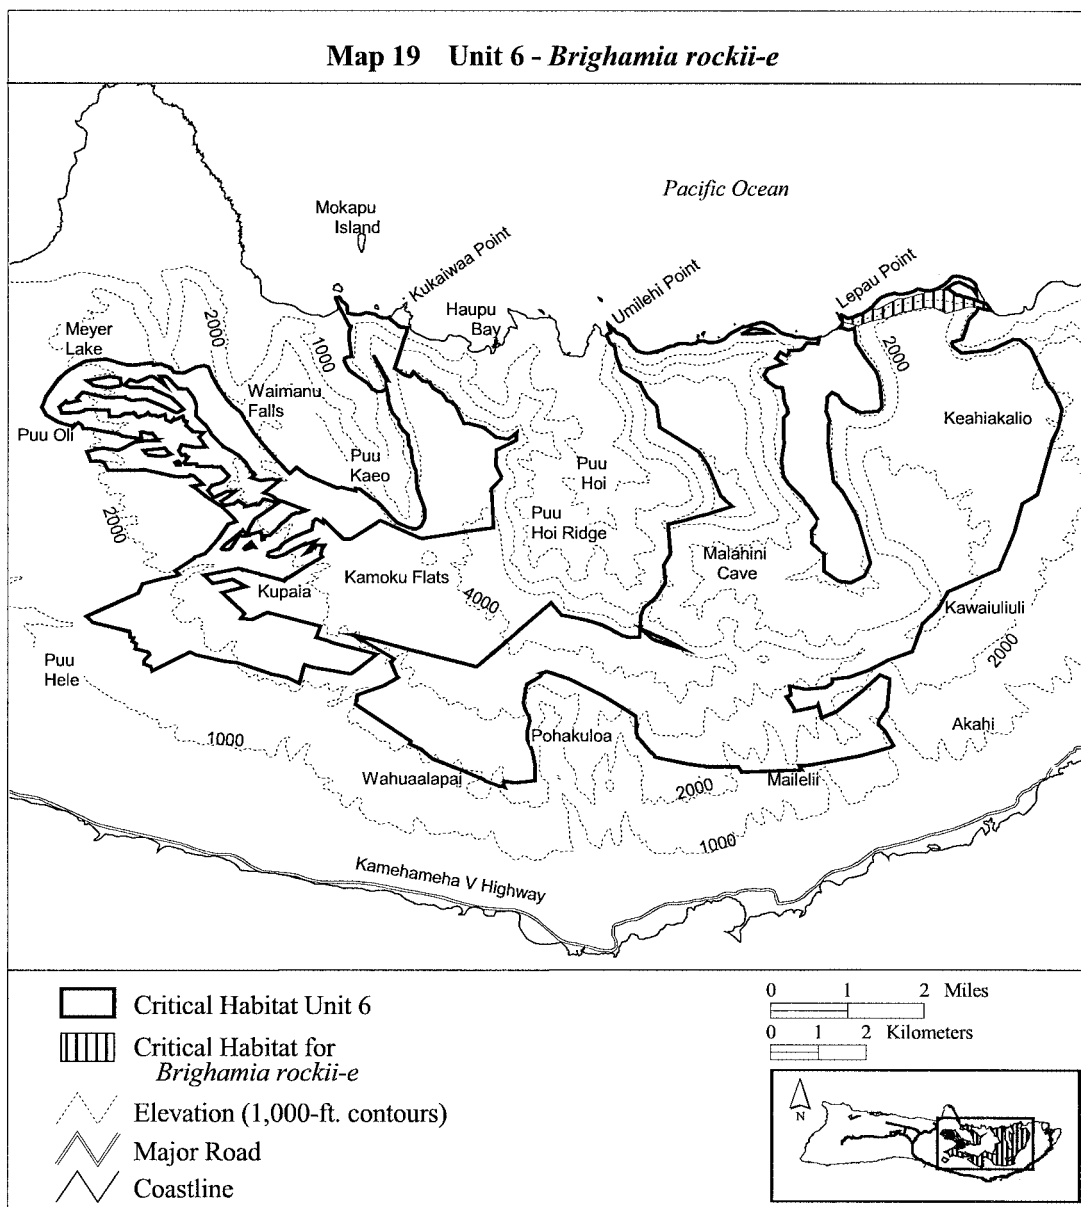 Map 19 Unit 6 - Brighamia rockii-e
Pacific Ocean
Mokapu
Island
Kukaiwaa Point
Haupu
Bay
Umilehi Point
Lepau Point
Meyer
Lake
2000
1000
2000
Waimanu
Falls
Keahiakalio
Puu Oli
Puu
Kaeo
Puu
Hoi
2000
Puu
Hoi Ridge
Malahini
Cave
Kamoku Flats
Kupaia
4000
Kawaiuliuli
2000
Puu
Hele
1000
Pohakuloa
Akahi
Wahuaalapai
2000
Mailelii
1000
Kamehameha V Highway
Critical Habitat Unit 6
Critical Habitat for
Brighamia rockii-e
Elevation (1,000-ft. contours)
Major Road
Coastline
0 1 2 Miles
0 1 2 Kilometers
N